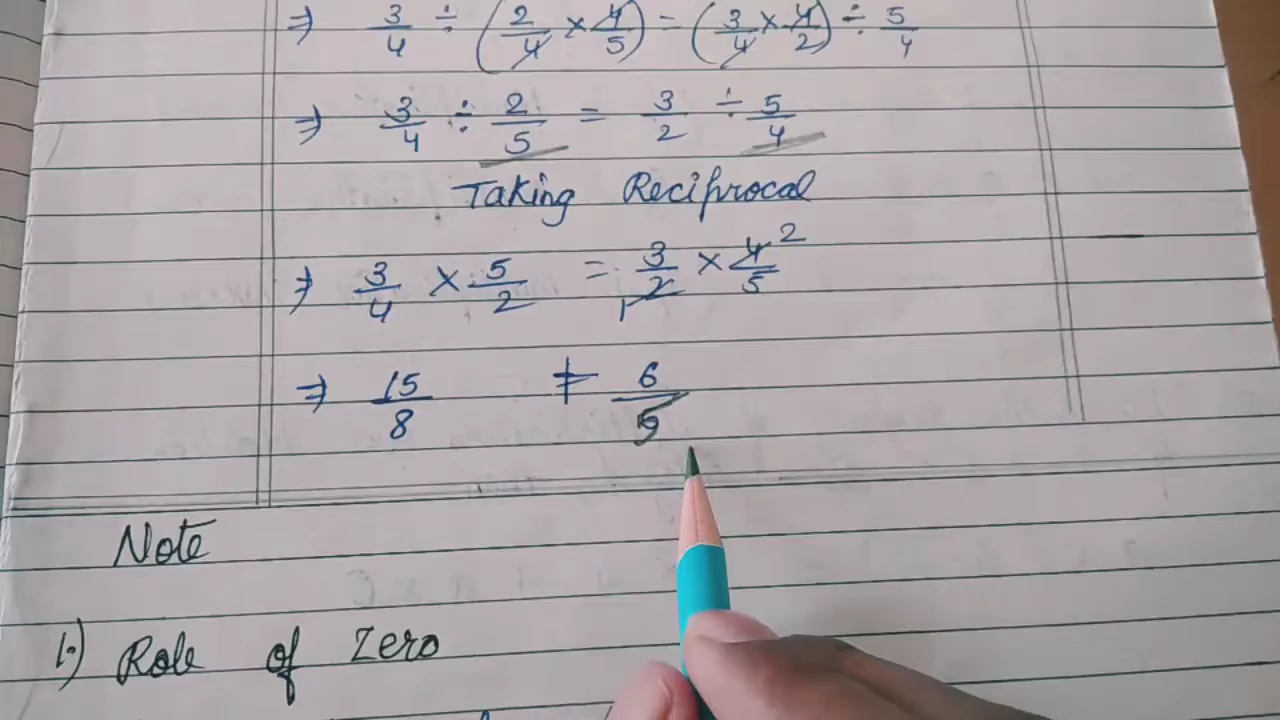 ⇒ 3/4 ÷ (2/4 × 4/5) = (3/4 × 4/2) ÷ 5/4
⇒ 3/4 ÷ 2/5 = 3/2 ÷ 5/4
Taking Reciprocal
⇒ 3/4 × 5/2 = 3/2 1 × 4/5 2
⇒ 15/8 ≠ 6/5
Note
1.) Role of Zero